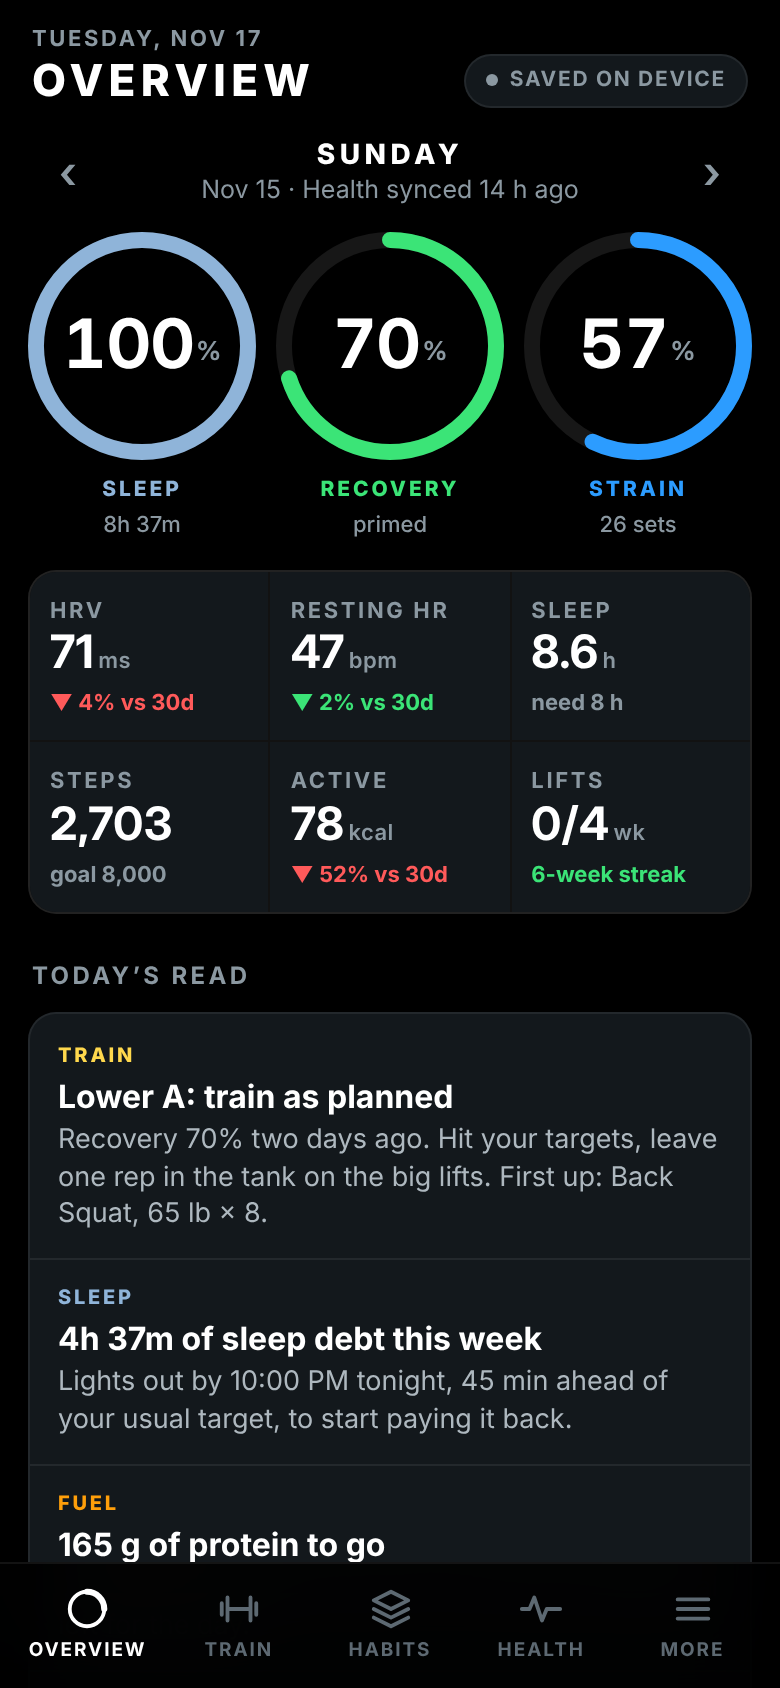 TUESDAY, NOV 17
OVERVIEW
SAVED ON DEVICE
‹
SUNDAY
›
Nov 15 · Health synced 14 h ago
100%
70%
57%
SLEEP
RECOVERY
STRAIN
8h 37m
primed
26 sets
HRV
71 ms
▼ 4% vs 30d
RESTING HR
47 bpm
▼ 2% vs 30d
SLEEP
8.6 h
need 8 h
STEPS
2,703
goal 8,000
ACTIVE
78 kcal
▼ 52% vs 30d
LIFTS
0/4 wk
6-week streak
TODAY’S READ
TRAIN
Lower A: train as planned
Recovery 70% two days ago. Hit your targets, leave
one rep in the tank on the big lifts. First up: Back
Squat, 65 lb × 8.
SLEEP
4h 37m of sleep debt this week
Lights out by 10:00 PM tonight, 45 min ahead of
your usual target, to start paying it back.
FUEL
165 g of protein to go
OVERVIEW
TRAIN
HABITS
HEALTH
MORE